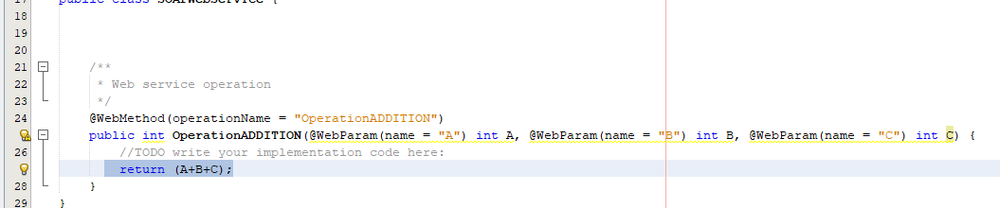 17 public class SOAPWebService {
18
19
20
21 /**
22 * Web service operation
23 */
24 @WebMethod(operationName = "OperationADDITION")
public int OperationADDITION(@WebParam(name = "A") int A, @WebParam(name = "B") int B, @WebParam(name = "C") int C) {
26 //TODO write your implementation code here:
return (A+B+C);
28 }
29 }